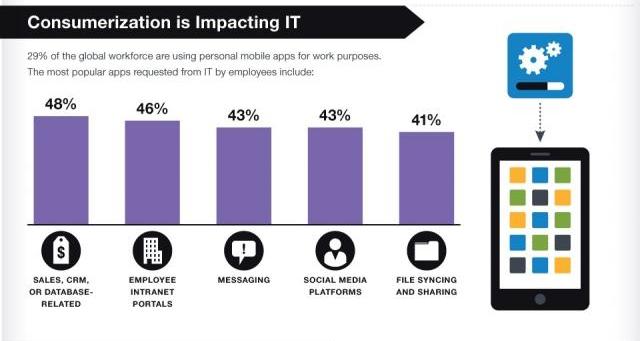 Consumerization is Impacting IT
29% of the global workforce are using personal mobile apps for work purposes.
The most popular apps requested from IT by employees include:
48%
46%
43%
43%
41%
$
!
SALES, CRM,
OR DATABASE-
RELATED
EMPLOYEE
INTRANET
PORTALS
MESSAGING
SOCIAL MEDIA
PLATFORMS
FILE SYNCING
AND SHARING